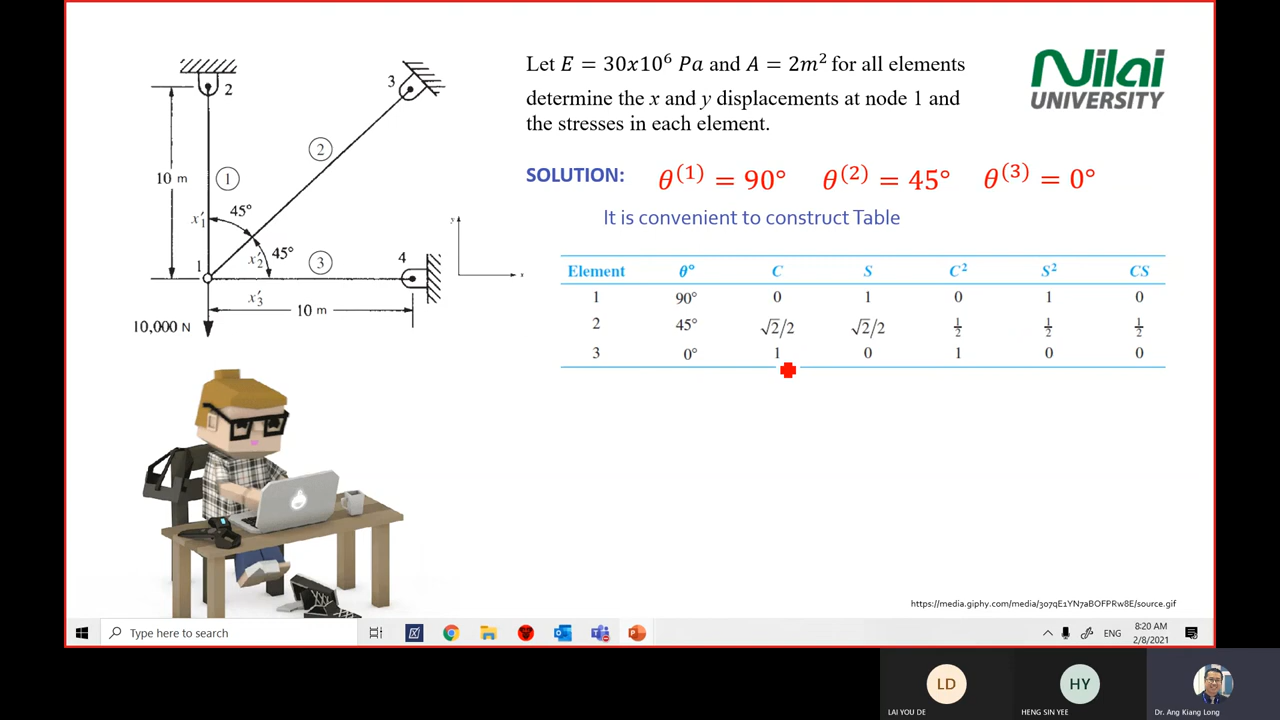 2
3
10 m
1
2
45°
x′1
45°
x′2
3
4
1
x′3
10 m
10,000 N
y
x
Let E = 30x10⁶ Pa and A = 2m² for all elements
determine the x and y displacements at node 1 and
the stresses in each element.
Nilai
UNIVERSITY
SOLUTION: θ⁽¹⁾ = 90° θ⁽²⁾ = 45° θ⁽³⁾ = 0°
It is convenient to construct Table
Element θ° C S C² S² CS
1 90° 0 1 0 1 0
2 45° √2/2 √2/2 1/2 1/2 1/2
3 0° 1 0 1 0 0
https://media.giphy.com/media/3o7qE1YN7aBOFPRw8E/source.gif
Type here to search
ENG
8:20 AM
2/8/2021
LD
LAI YOU DE
HY
HENG SIN YEE
Dr. Ang Kiang Long